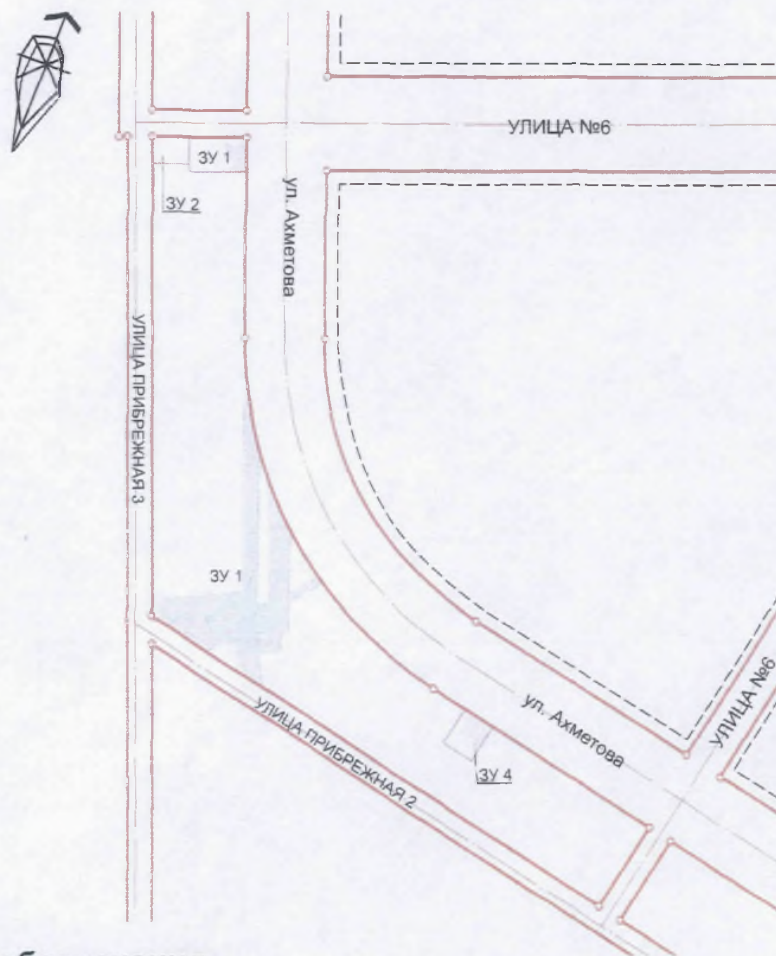 УЛИЦА №6
ЗУ 1
ЗУ 2
ул. Ахметова
УЛИЦА ПРИБРЕЖНАЯ 3
ЗУ 1
УЛИЦА №6
ул. Ахметова
УЛИЦА ПРИБРЕЖНАЯ 2
ЗУ 4